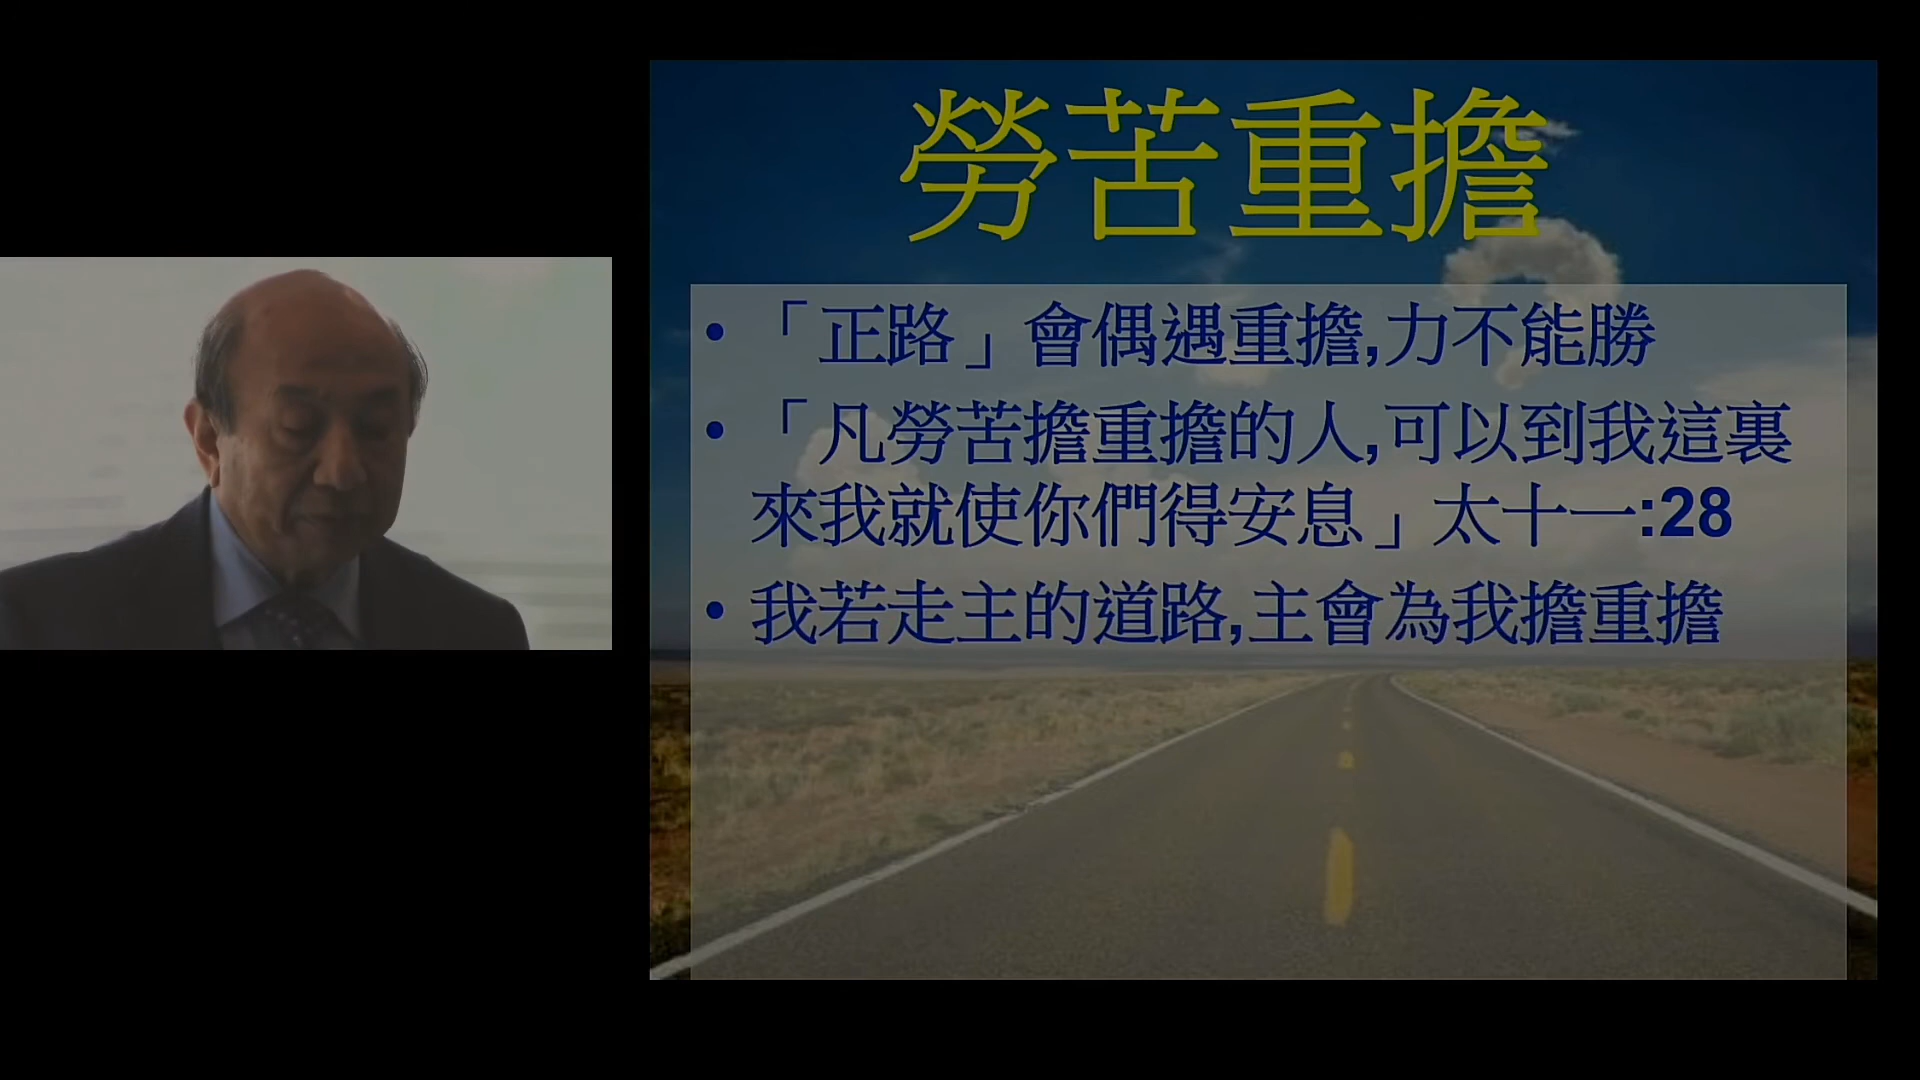 勞苦重擔
• 「正路」會偶遇重擔,力不能勝
• 「凡勞苦擔重擔的人,可以到我這裏
來我就使你們得安息」太十一:28
• 我若走主的道路,主會為我擔重擔